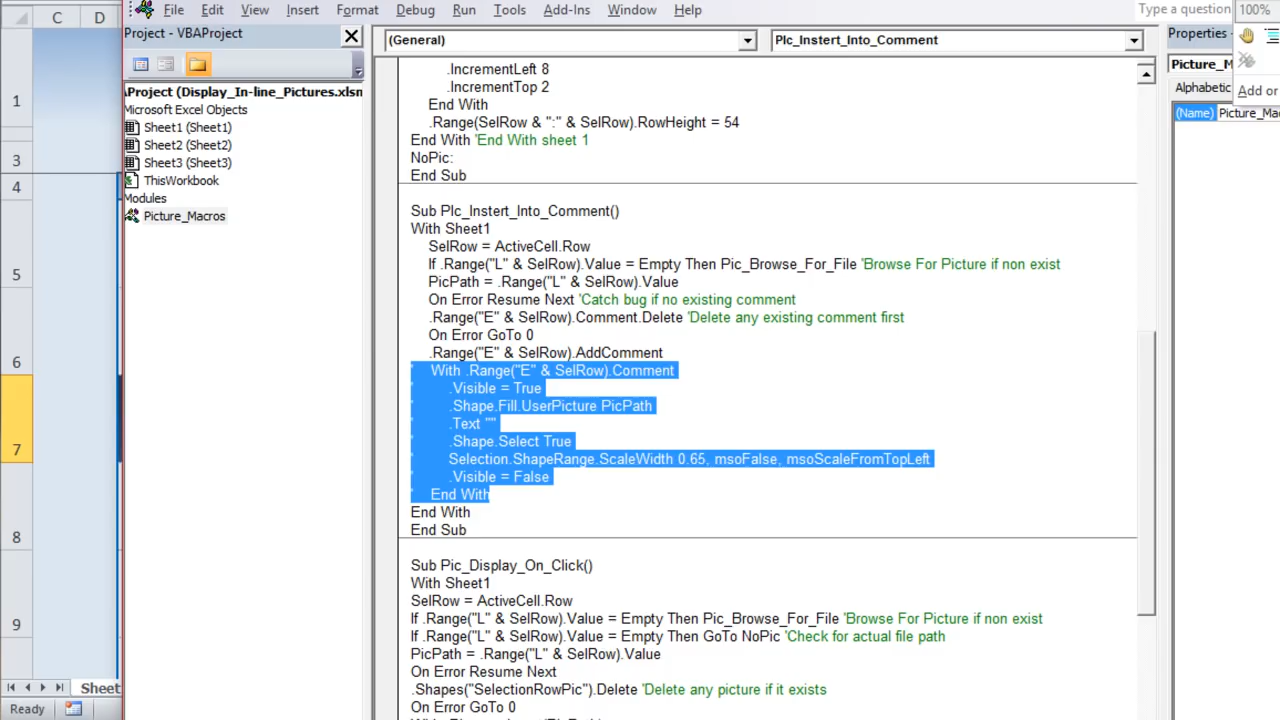 C D
1
3
4
5
6
7
8
9
Sheet
Ready
File Edit View Insert Format Debug Run Tools Add-Ins Window Help
Type a question
100%
Project - VBAProject
AProject (Display_In-line_Pictures.xlsm
Microsoft Excel Objects
Sheet1 (Sheet1)
Sheet2 (Sheet2)
Sheet3 (Sheet3)
ThisWorkbook
Modules
Picture_Macros
(General)
PIc_Instert_Into_Comment
.IncrementLeft 8
.IncrementTop 2
End With
.Range(SelRow & ":" & SelRow).RowHeight = 54
End With 'End With sheet 1
NoPic:
End Sub
Sub PIc_Instert_Into_Comment()
With Sheet1
SelRow = ActiveCell.Row
If .Range("L" & SelRow).Value = Empty Then Pic_Browse_For_File 'Browse For Picture if non exist
PicPath = .Range("L" & SelRow).Value
On Error Resume Next 'Catch bug if no existing comment
.Range("E" & SelRow).Comment.Delete 'Delete any existing comment first
On Error GoTo 0
.Range("E" & SelRow).AddComment
' With .Range("E" & SelRow).Comment
' .Visible = True
' .Shape.Fill.UserPicture PicPath
' .Text ""
' .Shape.Select True
' Selection.ShapeRange.ScaleWidth 0.65, msoFalse, msoScaleFromTopLeft
' .Visible = False
' End With
End With
End Sub
Sub Pic_Display_On_Click()
With Sheet1
SelRow = ActiveCell.Row
If .Range("L" & SelRow).Value = Empty Then Pic_Browse_For_File 'Browse For Picture if non exist
If .Range("L" & SelRow).Value = Empty Then GoTo NoPic 'Check for actual file path
PicPath = .Range("L" & SelRow).Value
On Error Resume Next
.Shapes("SelectionRowPic").Delete 'Delete any picture if it exists
On Error GoTo 0
Properties -
Picture_M
Alphabetic
(Name) Picture_Mac
Add or